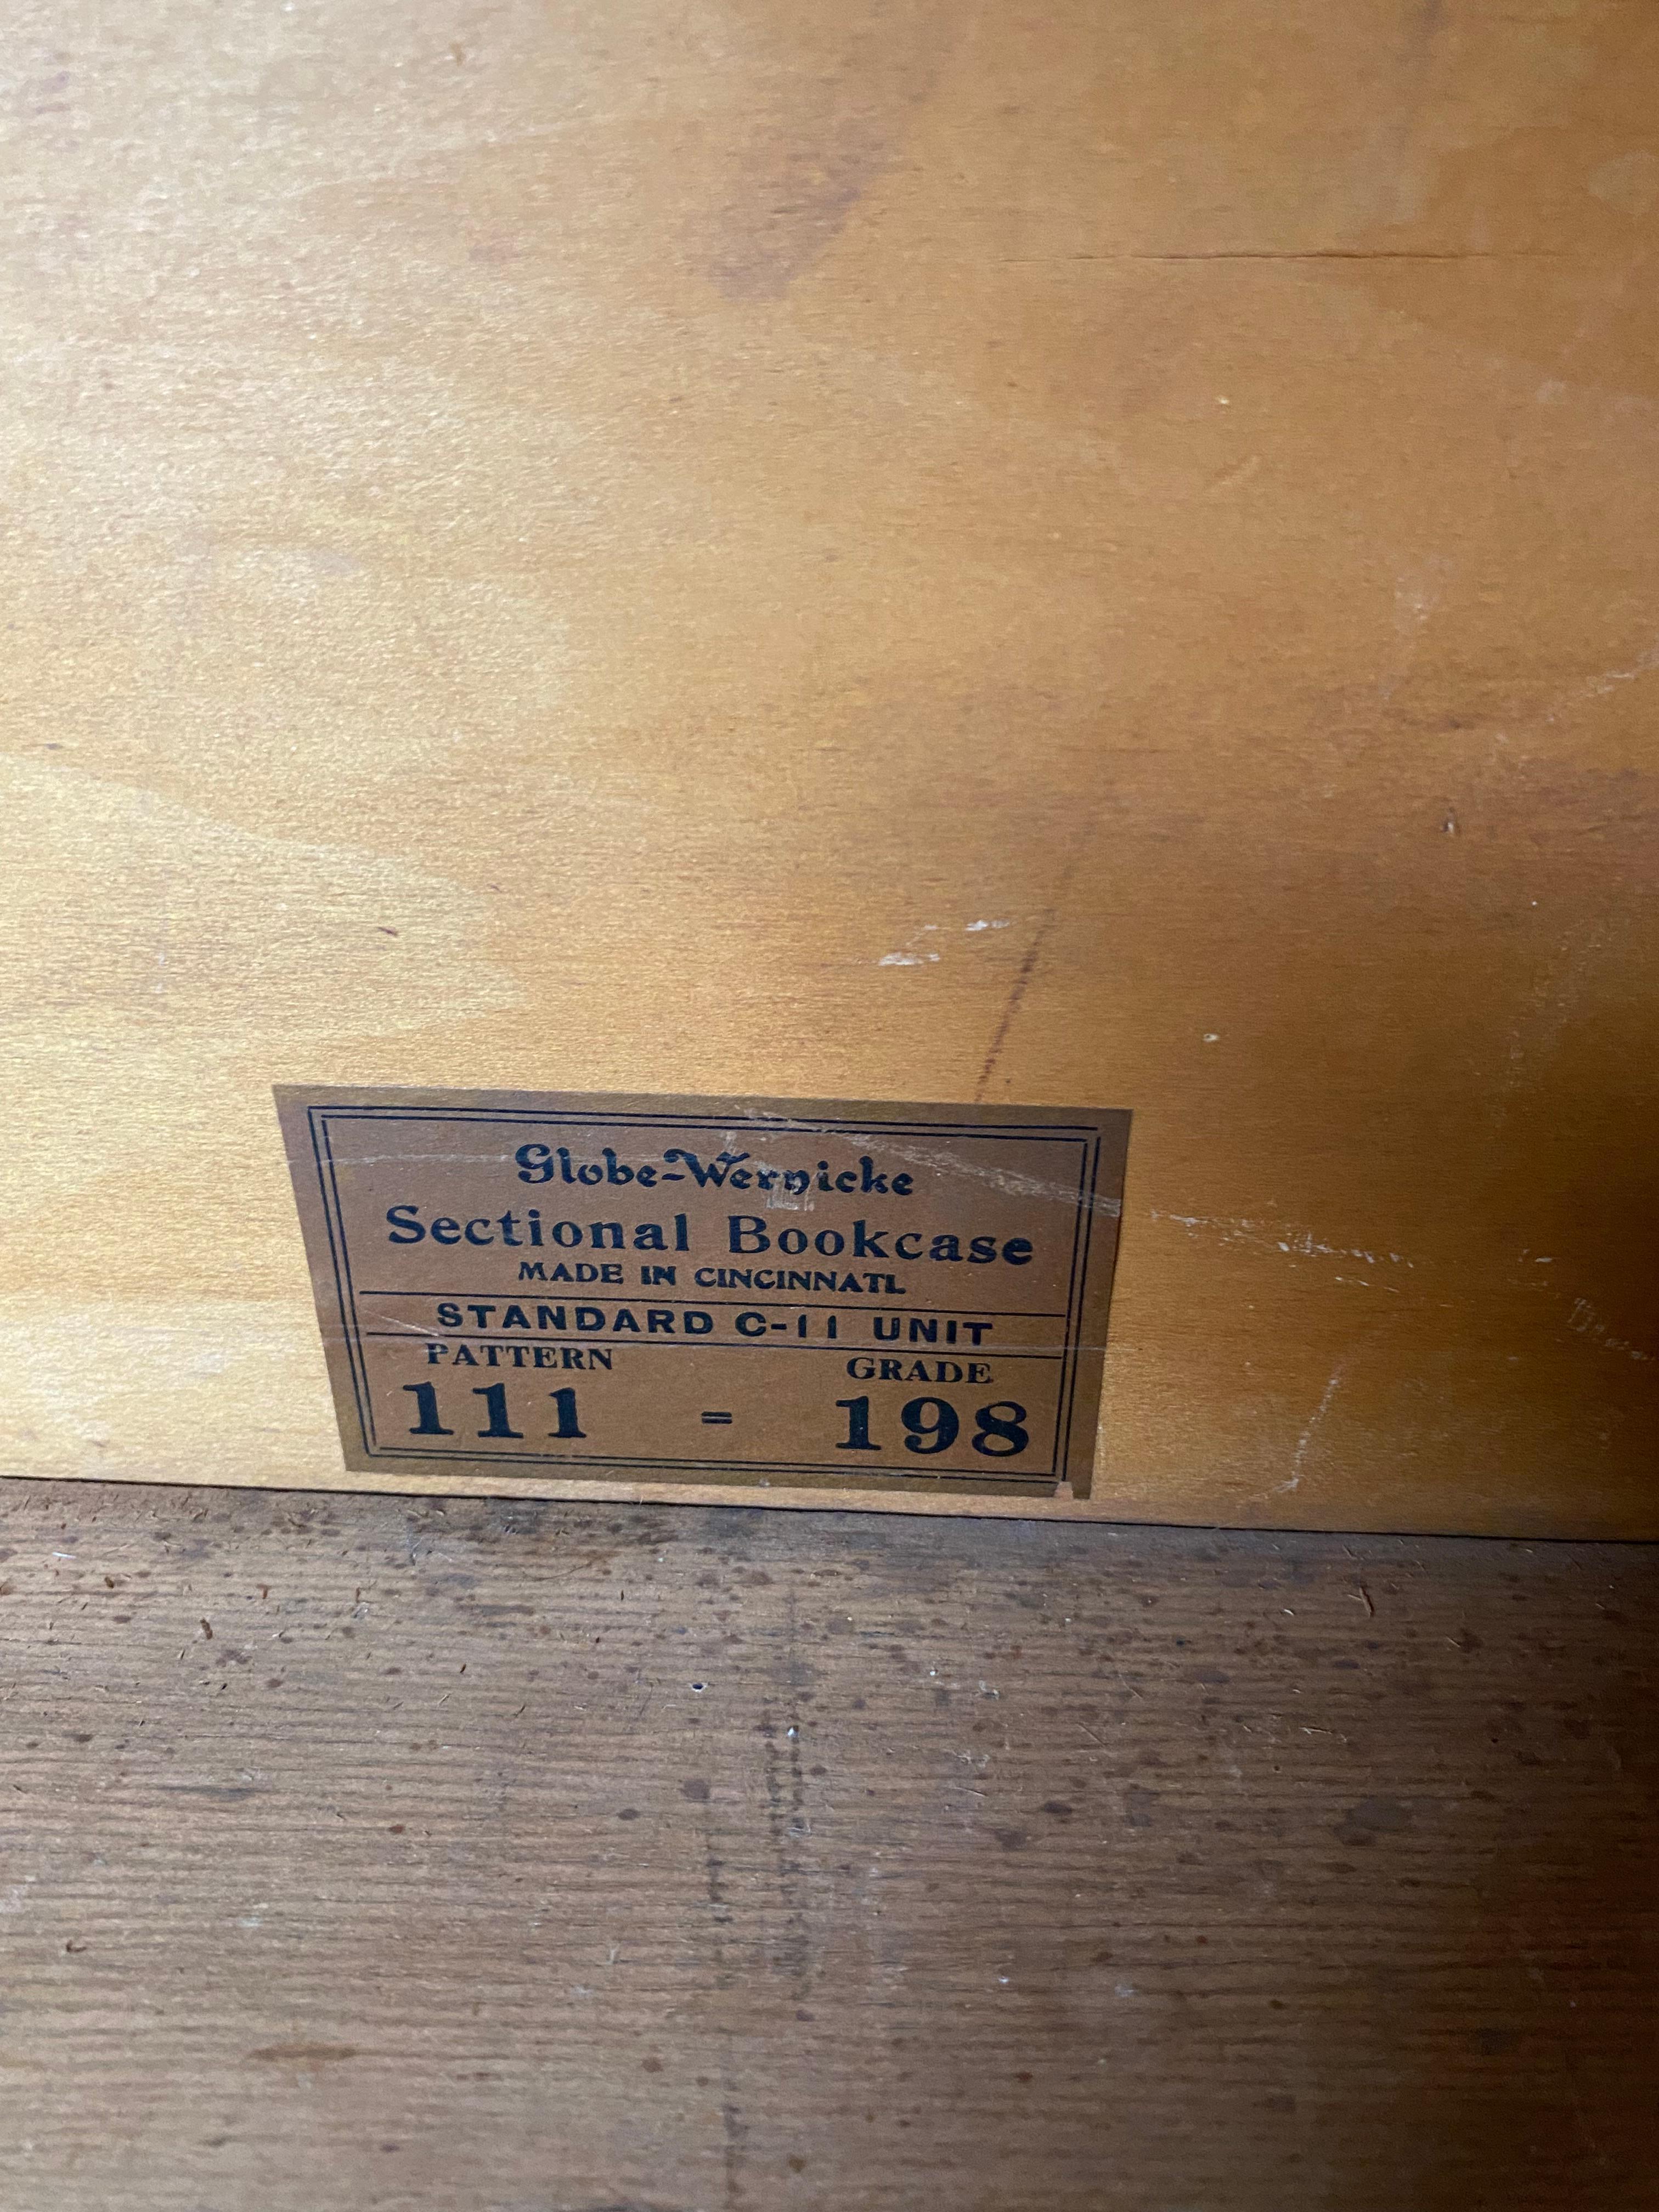 Globe-Wernicke
Sectional Bookcase
MADE IN CINCINNATI.
STANDARD C-11 UNIT
PATTERN GRADE
111 = 198